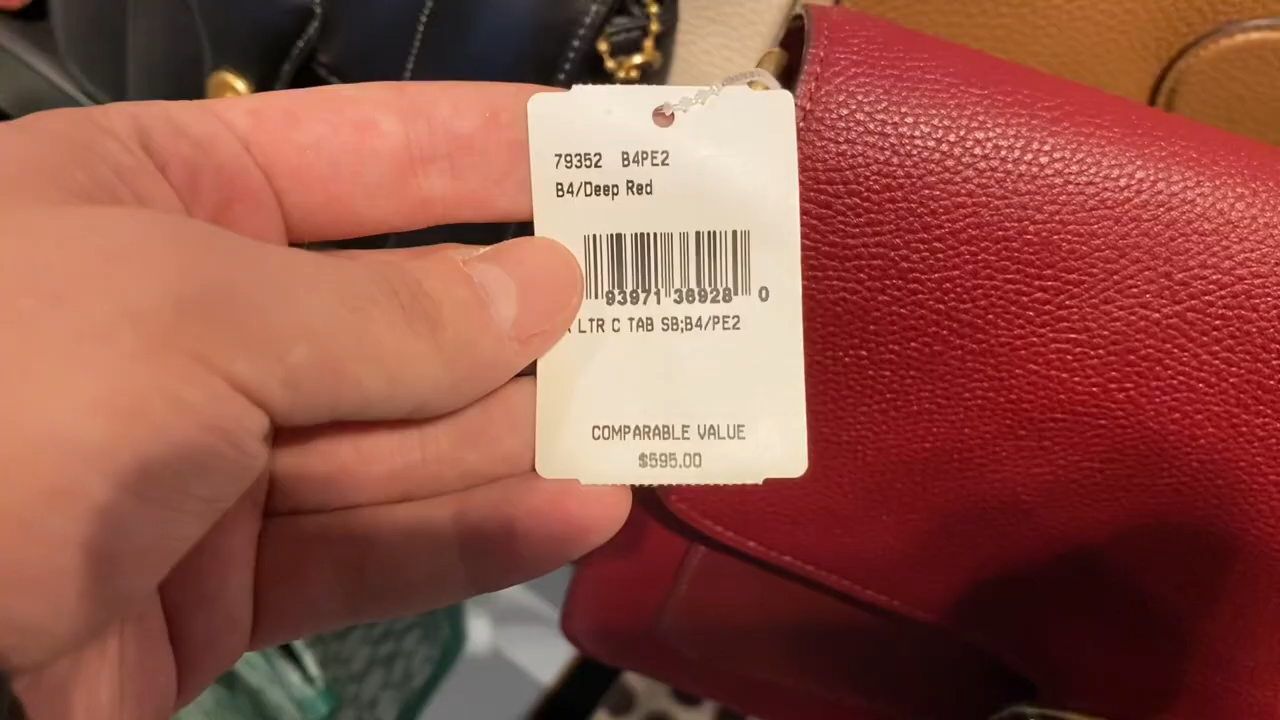 79352 B4PE2
B4/Deep Red
93971 36928 0
LTR C TAB SB;B4/PE2
COMPARABLE VALUE
$595.00